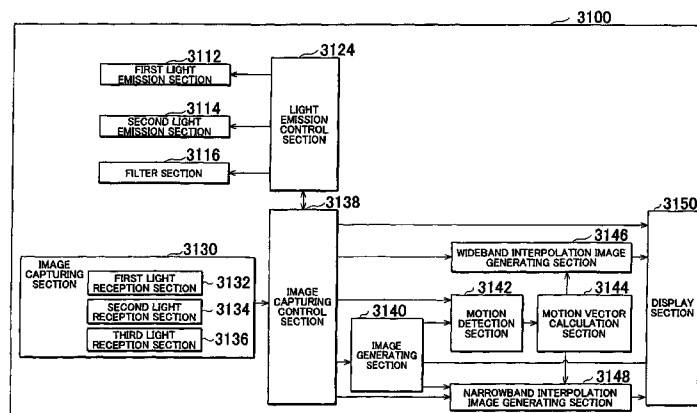 3100
3112
FIRST LIGHT
EMISSION SECTION
3124
LIGHT
EMISSION
CONTROL
SECTION
3114
SECOND LIGHT
EMISSION SECTION
3116
FILTER SECTION
3138
IMAGE
CAPTURING
CONTROL
SECTION
3150
DISPLAY
SECTION
3130
IMAGE
CAPTURING
SECTION
FIRST LIGHT
RECEPTION SECTION
3132
SECOND LIGHT
RECEPTION SECTION
3134
THIRD LIGHT
RECEPTION SECTION
3136
3146
WIDEBAND INTERPOLATION IMAGE
GENERATING SECTION
3142
MOTION
DETECTION
SECTION
3144
MOTION VECTOR
CALCULATION
SECTION
3140
IMAGE
GENERATING
SECTION
3148
NARROWBAND INTERPOLATION
IMAGE GENERATING SECTION